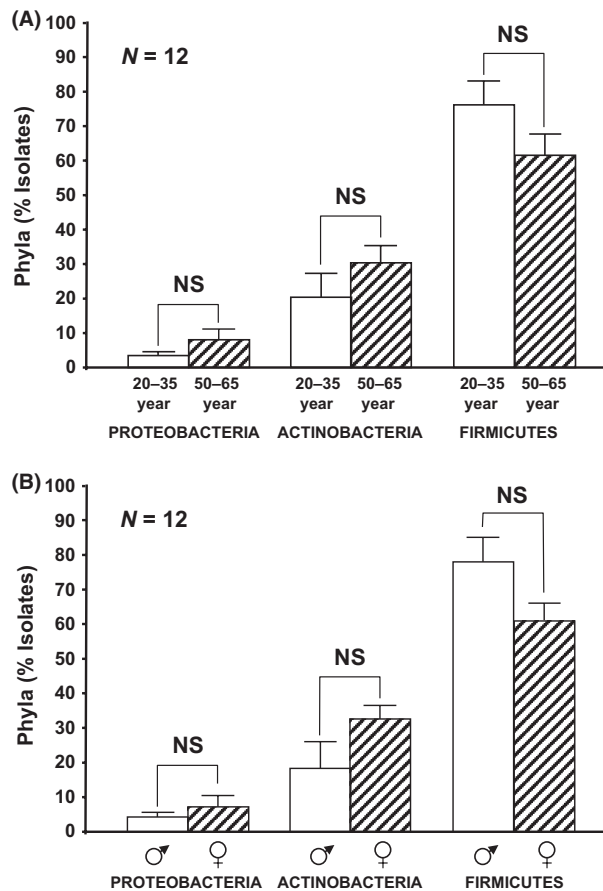 (A)
N = 12
Phyla (% Isolates)
100
90
80
70
60
50
40
30
20
10
0
NS
NS
NS
20–35 year
50–65 year
20–35 year
50–65 year
20–35 year
50–65 year
PROTEOBACTERIA
ACTINOBACTERIA
FIRMICUTES
(B)
N = 12
Phyla (% Isolates)
100
90
80
70
60
50
40
30
20
10
0
NS
NS
NS
♂ ♀ ♂ ♀ ♂ ♀
PROTEOBACTERIA
ACTINOBACTERIA
FIRMICUTES